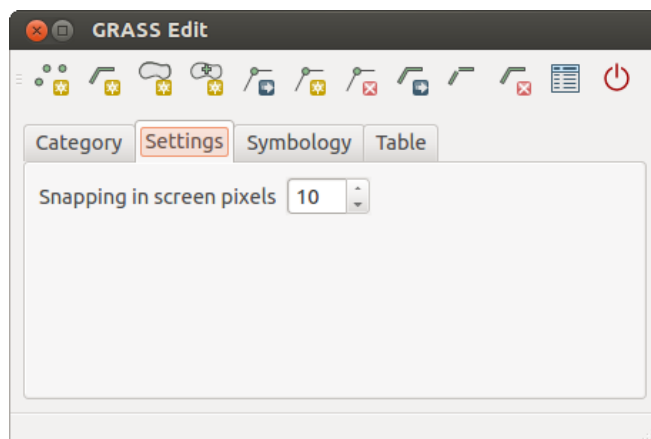 GRASS Edit
Category Settings Symbology Table
Snapping in screen pixels 10